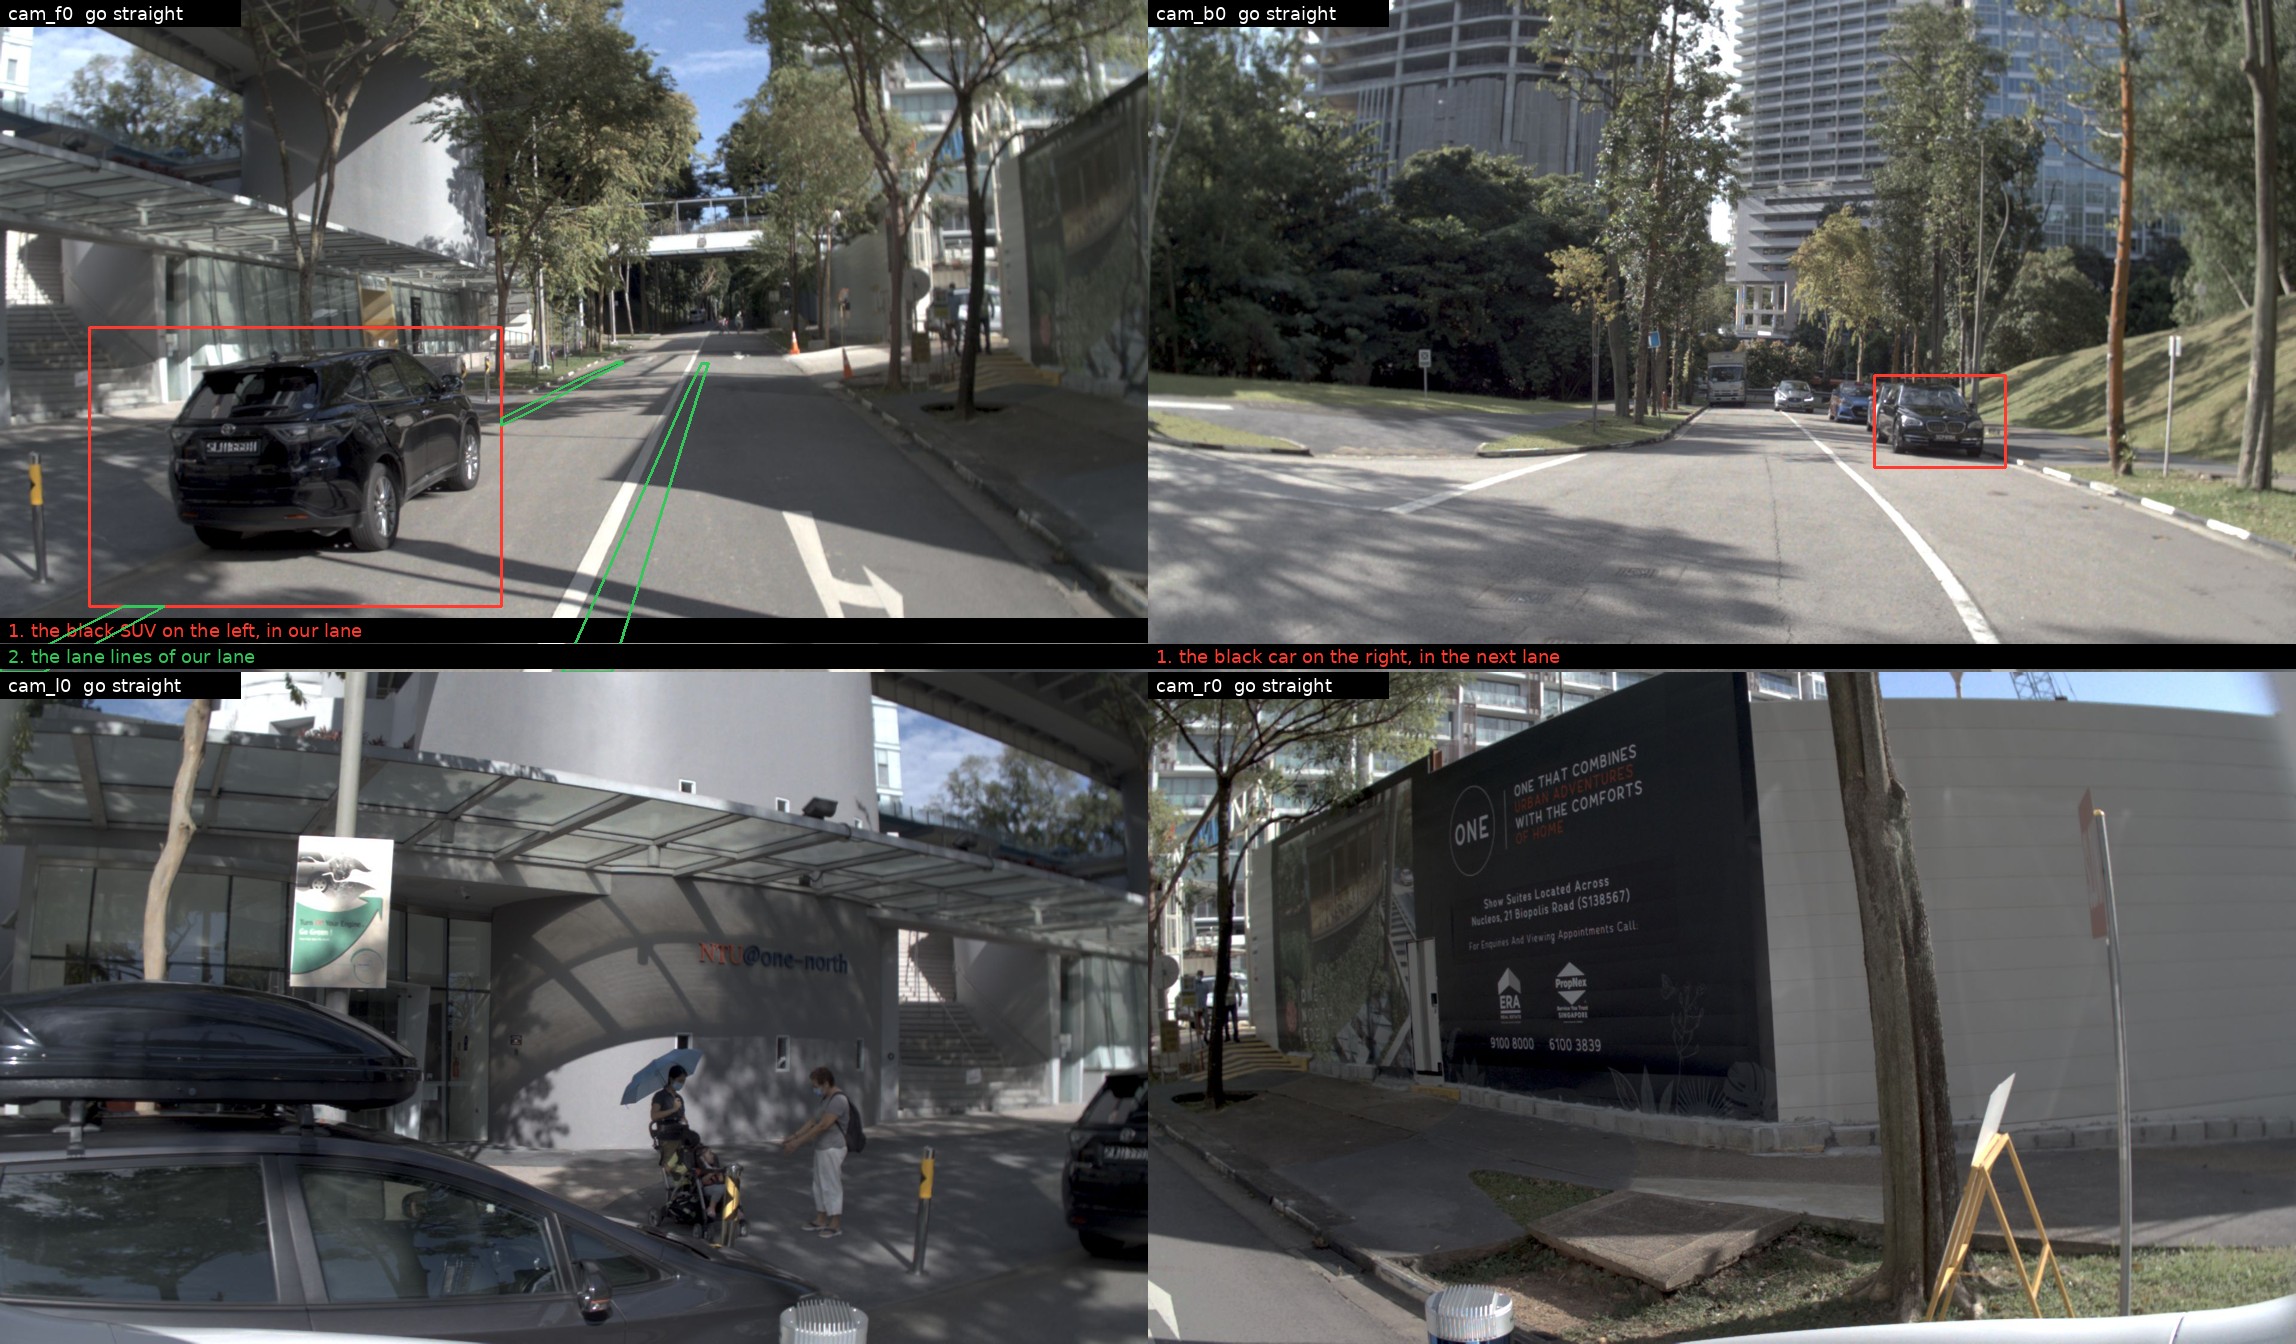 cam_f0 go straight
cam_b0 go straight
1. the black SUV on the left, in our lane
2. the lane lines of our lane
1. the black car on the right, in the next lane
cam_l0 go straight
Go Green !
NTU@one-north
cam_r0 go straight
ONE
ONE THAT COMBINES
URBAN ADVENTURES
WITH THE COMFORTS
OF HOME
Show Suites Located Across
Nucleos, 21 Biopolis Road (S138567)
For Enquiries And Viewing Appointments Call:
ERA
PropNex
SINGAPORE
9100 8000 6100 3839